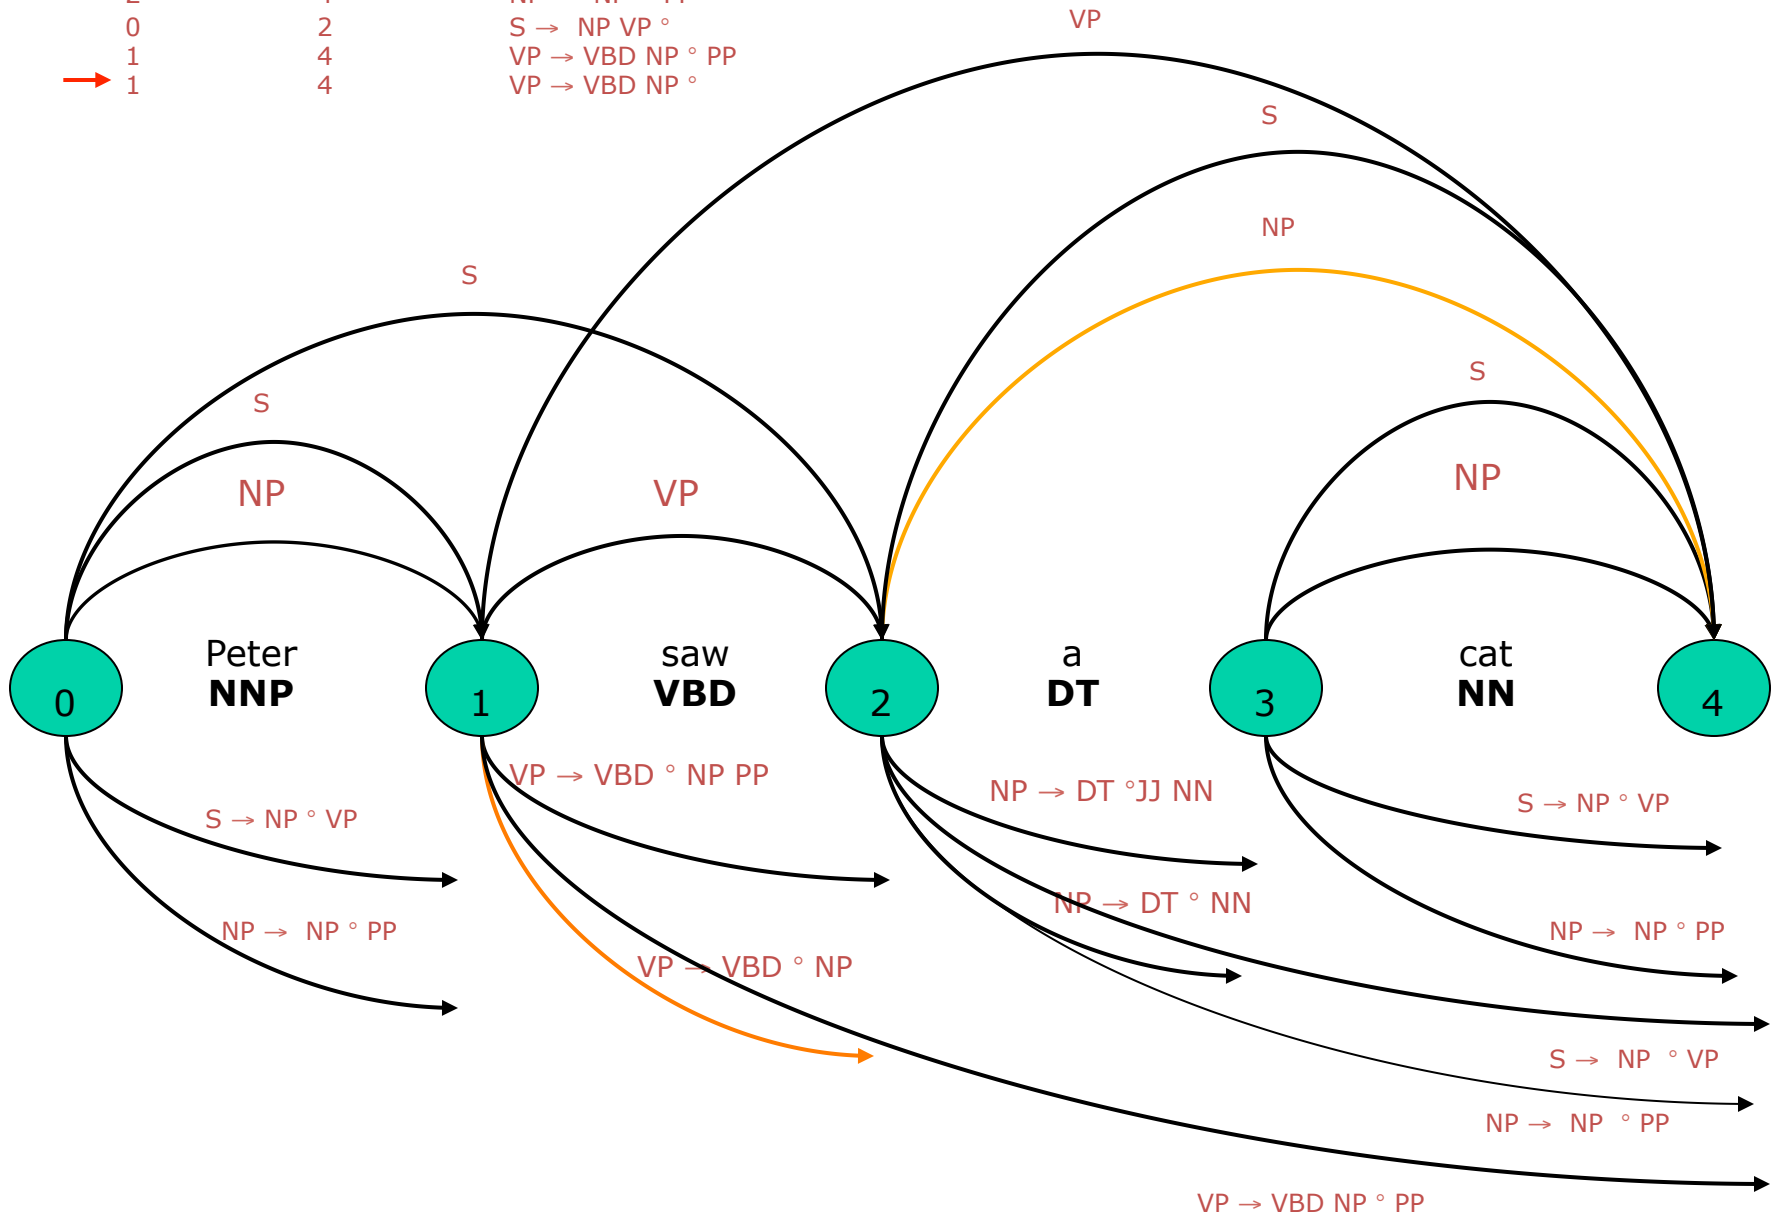 0 2 S → NP VP °
1 4 VP → VBD NP ° PP
1 4 VP → VBD NP °
VP
S
NP
S
S
S
NP
VP
NP
Peter saw a cat
NNP VBD DT NN
0 1 2 3 4
VP → VBD ° NP PP
NP → DT °JJ NN
S → NP ° VP
S → NP ° VP
NP → DT ° NN
NP → NP ° PP
NP → NP ° PP
VP → VBD ° NP
S → NP ° VP
NP → NP ° PP
VP → VBD NP ° PP